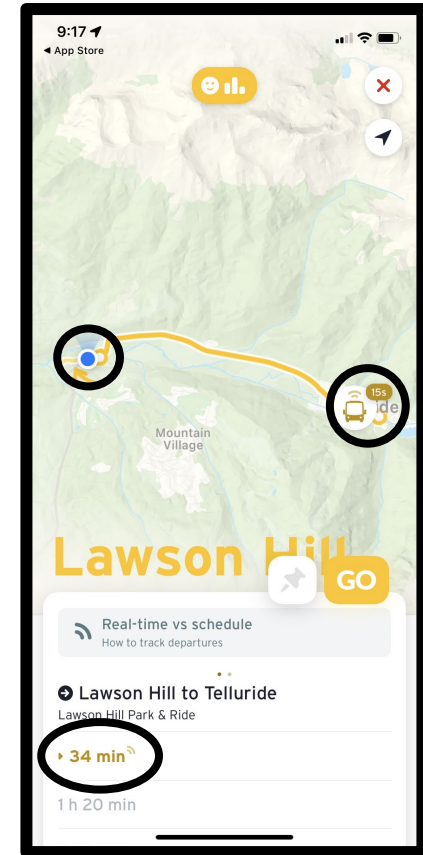 9:17
◀ App Store
15s
ide
Mountain
Village
Lawson Hill
GO
Real-time vs schedule
How to track departures
Lawson Hill to Telluride
Lawson Hill Park & Ride
34 min
1 h 20 min